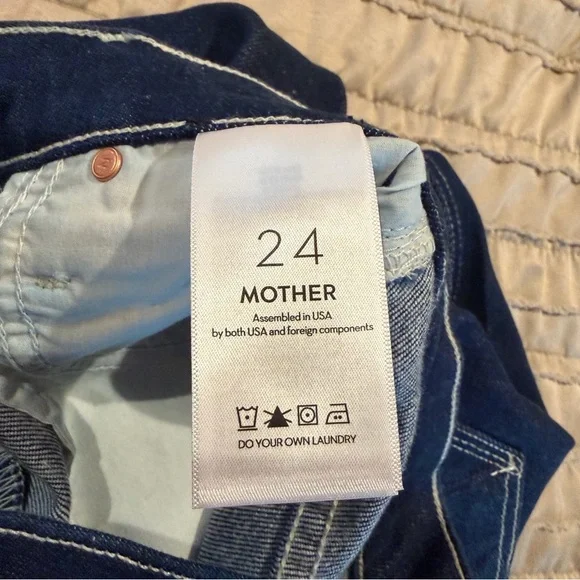 24
MOTHER
Assembled in USA
by both USA and foreign components
DO YOUR OWN LAUNDRY